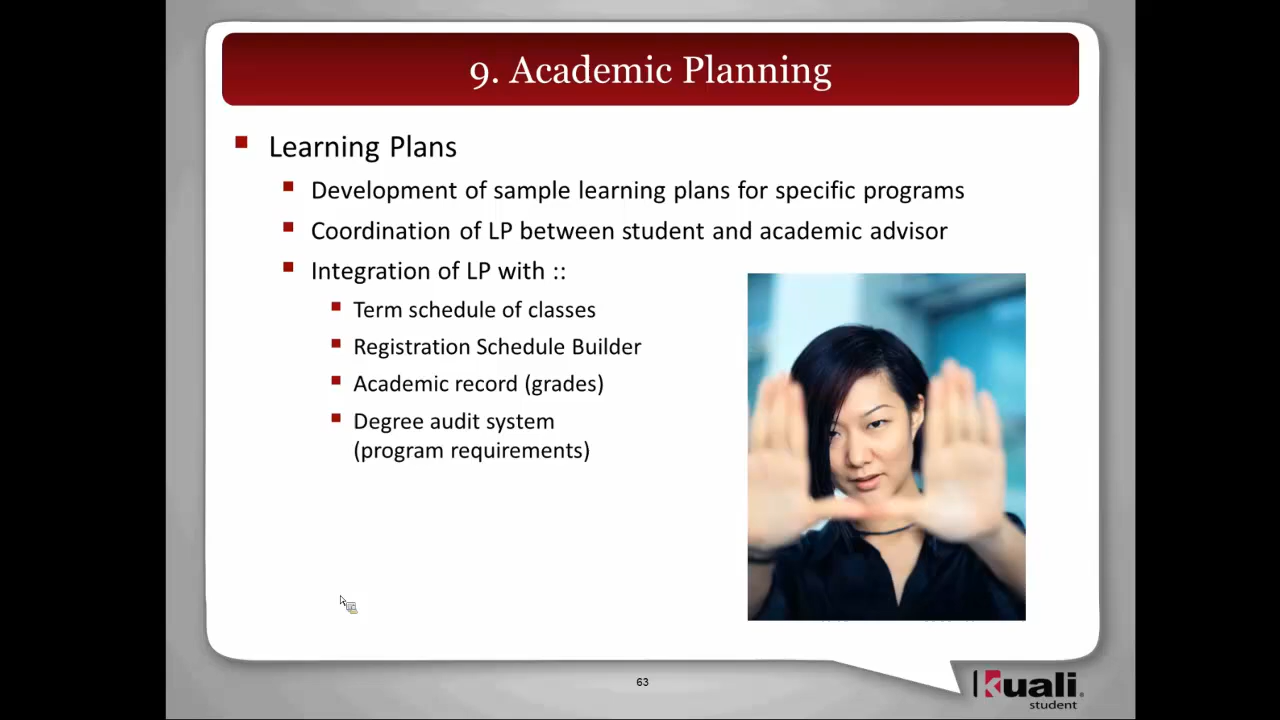 9. Academic Planning
Learning Plans
Development of sample learning plans for specific programs
Coordination of LP between student and academic advisor
Integration of LP with ::
Term schedule of classes
Registration Schedule Builder
Academic record (grades)
Degree audit system
(program requirements)
63
Kuali®
student